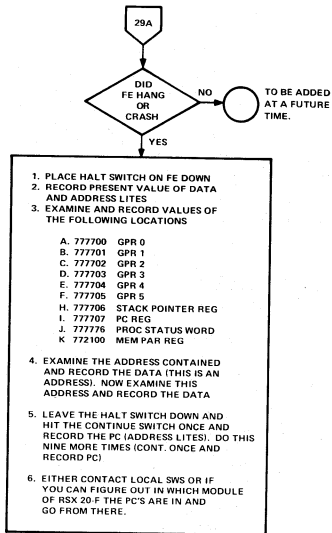 29A
DID
FE HANG
OR
CRASH
NO
TO BE ADDED
AT A FUTURE
TIME.
YES
1. PLACE HALT SWITCH ON FE DOWN
2. RECORD PRESENT VALUE OF DATA
AND ADDRESS LITES
3. EXAMINE AND RECORD VALUES OF
THE FOLLOWING LOCATIONS
A. 777700 GPR 0
B. 777701 GPR 1
C. 777702 GPR 2
D. 777703 GPR 3
E. 777704 GPR 4
F. 777705 GPR 5
H. 777706 STACK POINTER REG
I. 777707 PC REG
J. 777776 PROC STATUS WORD
K 772100 MEM PAR REG
4. EXAMINE THE ADDRESS CONTAINED
AND RECORD THE DATA (THIS IS AN
ADDRESS). NOW EXAMINE THIS
ADDRESS AND RECORD THE DATA
5. LEAVE THE HALT SWITCH DOWN AND
HIT THE CONTINUE SWITCH ONCE AND
RECORD THE PC (ADDRESS LITES). DO THIS
NINE MORE TIMES (CONT. ONCE AND
RECORD PC)
6. EITHER CONTACT LOCAL SWS OR IF
YOU CAN FIGURE OUT IN WHICH MODULE
OF RSX 20-F THE PC'S ARE IN AND
GO FROM THERE.